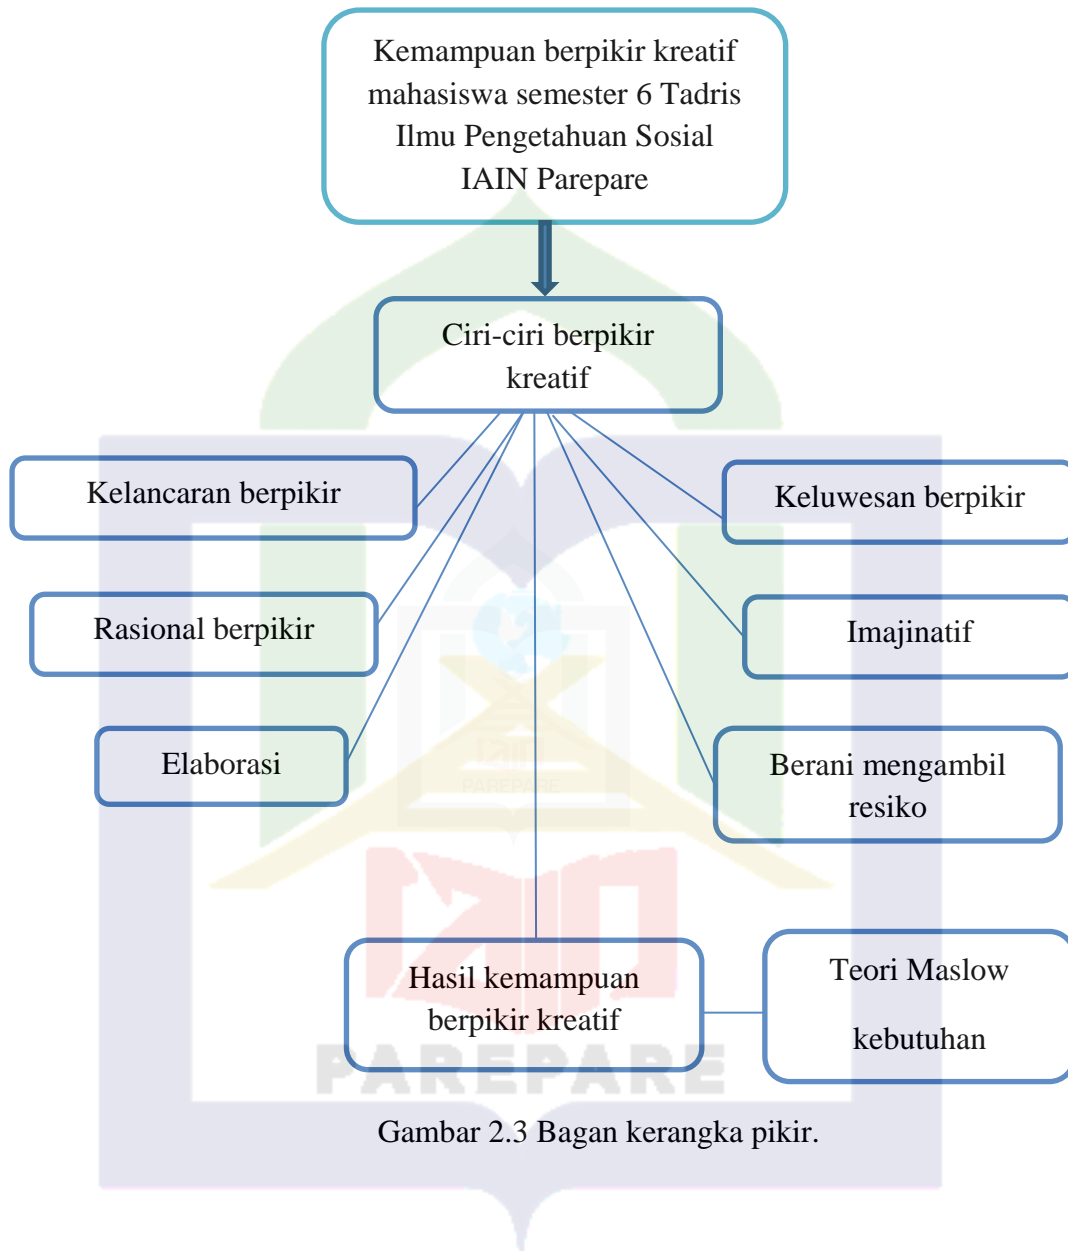 Kemampuan berpikir kreatif
mahasiswa semester 6 Tadris
Ilmu Pengetahuan Sosial
IAIN Parepare
Ciri-ciri berpikir
kreatif
Kelancaran berpikir
Keluwesan berpikir
Rasional berpikir
Imajinatif
Elaborasi
Berani mengambil
resiko
PAREPARE
Hasil kemampuan
berpikir kreatif
Teori Maslow
kebutuhan
PAREPARE
Gambar 2.3 Bagan kerangka pikir.